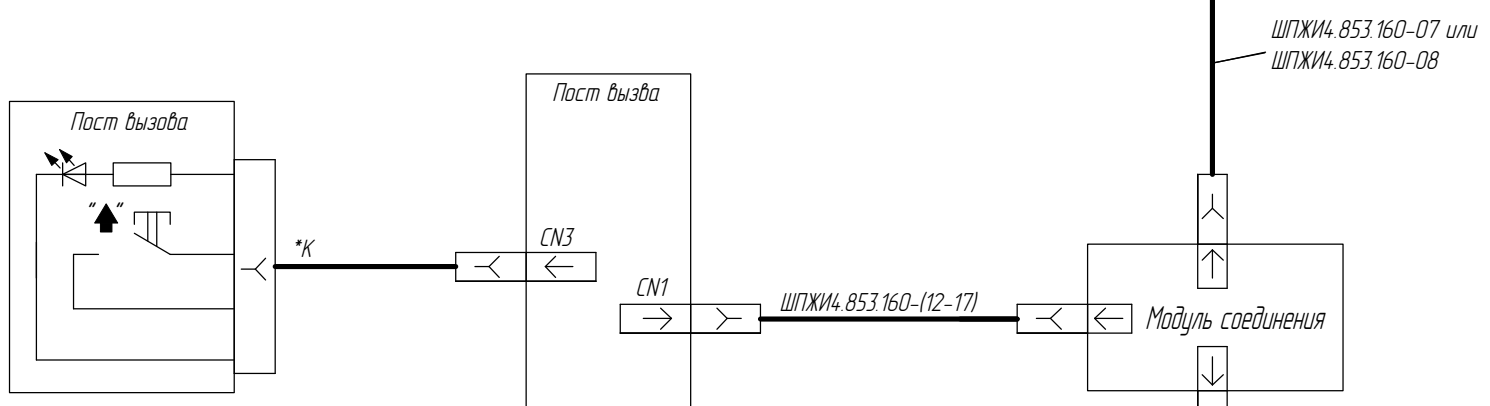 ШПЖИ4.853.160-07 или
ШПЖИ4.853.160-08
Пост вызва
Пост вызова
"   "
*К
CN3
CN1
ШПЖИ4.853.160-(12-17)
Модуль соединения